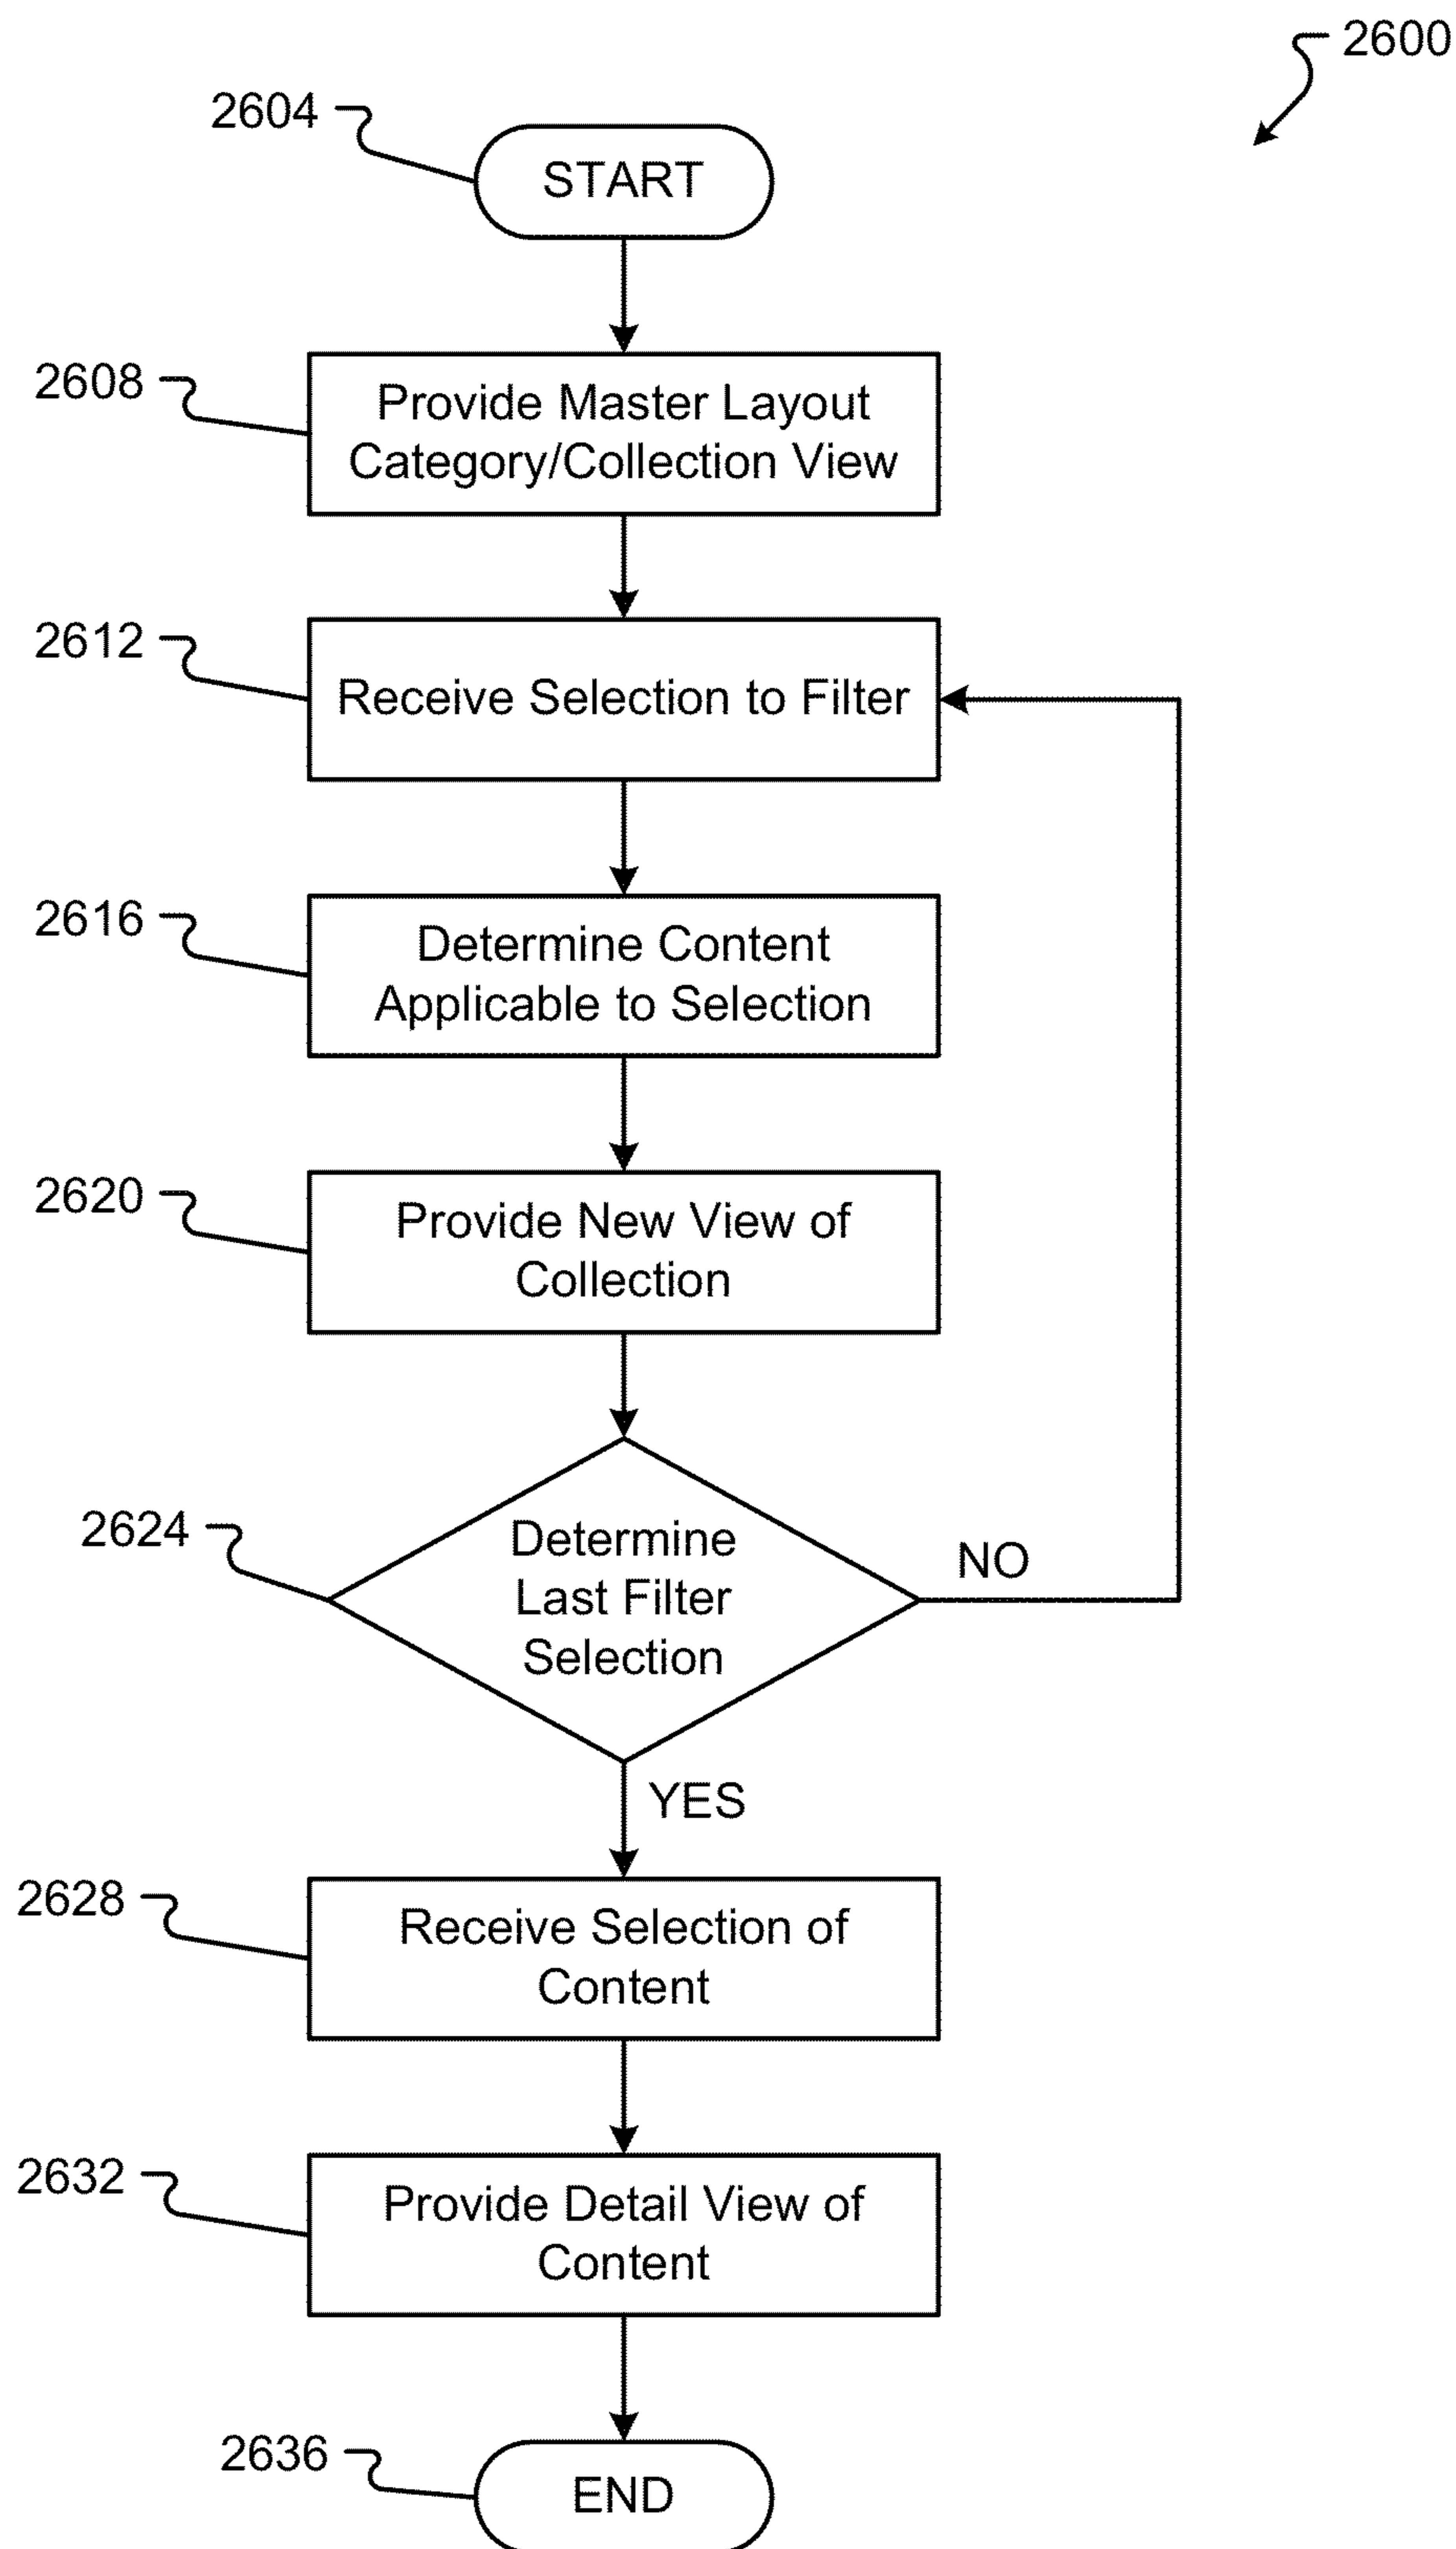 2600
2604
START
2608
Provide Master Layout
Category/Collection View
2612
Receive Selection to Filter
2616
Determine Content
Applicable to Selection
2620
Provide New View of
Collection
2624
Determine
Last Filter
Selection
NO
YES
2628
Receive Selection of
Content
2632
Provide Detail View of
Content
2636
END